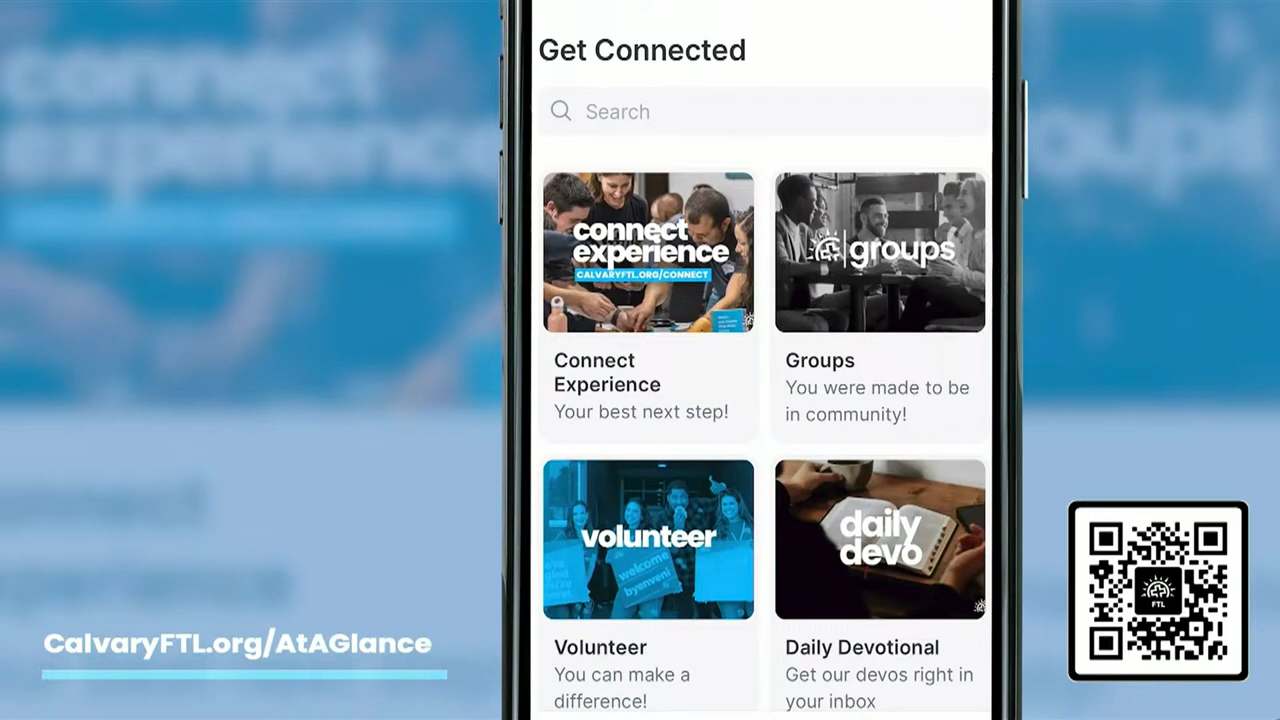 Get Connected
Search
connect
experience
CALVARYFTL.ORG/CONNECT
groups
Connect
Experience
Your best next step!
Groups
You were made to be
in community!
volunteer
welcome
byenveni
daily
devo
Volunteer
You can make a
difference!
Daily Devotional
Get our devos right in
your inbox
CalvaryFTL.org/AtAGlance
FTL
connect
experience